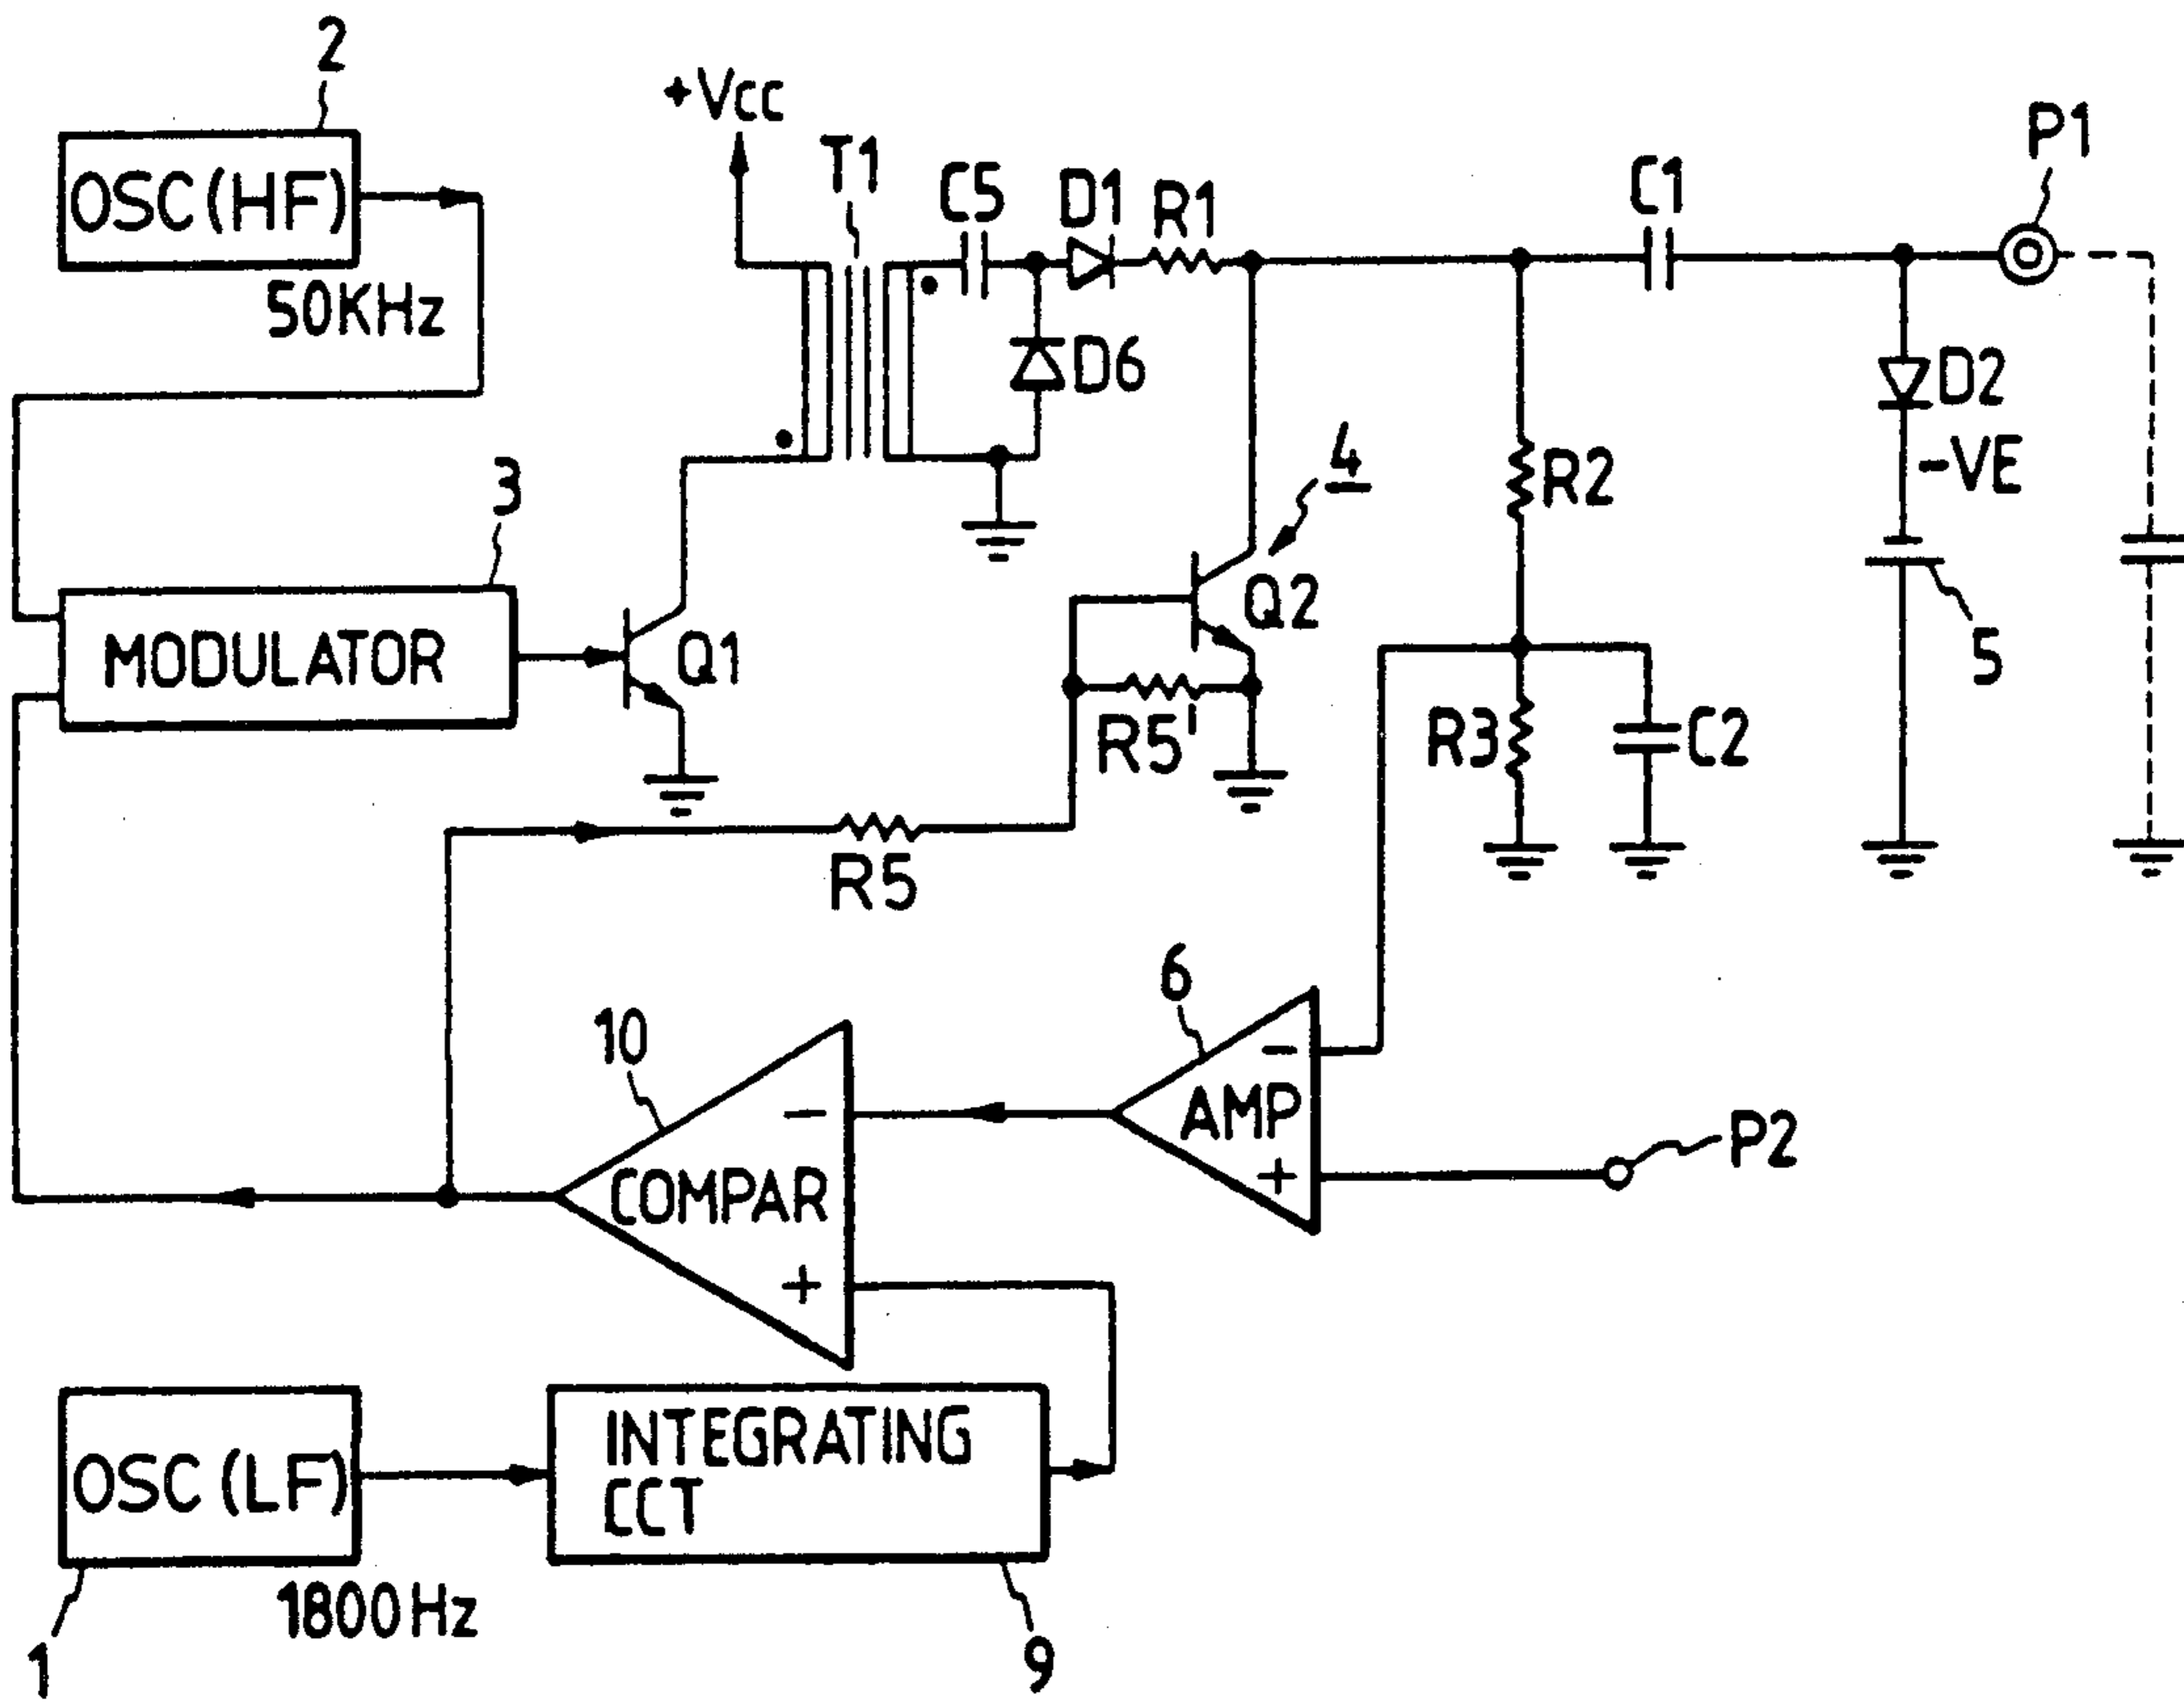 2
+Vcc
P1
OSC(HF)
T1
C5
D1
R1
C1
50KHz
D6
D2
4
-VE
3
R2
MODULATOR
Q1
Q2
5
R5'
R3
C2
R5
6
10
-
-
AMP
P2
COMPAR
+
+
OSC(LF)
INTEGRATING
CCT
1800Hz
1
9